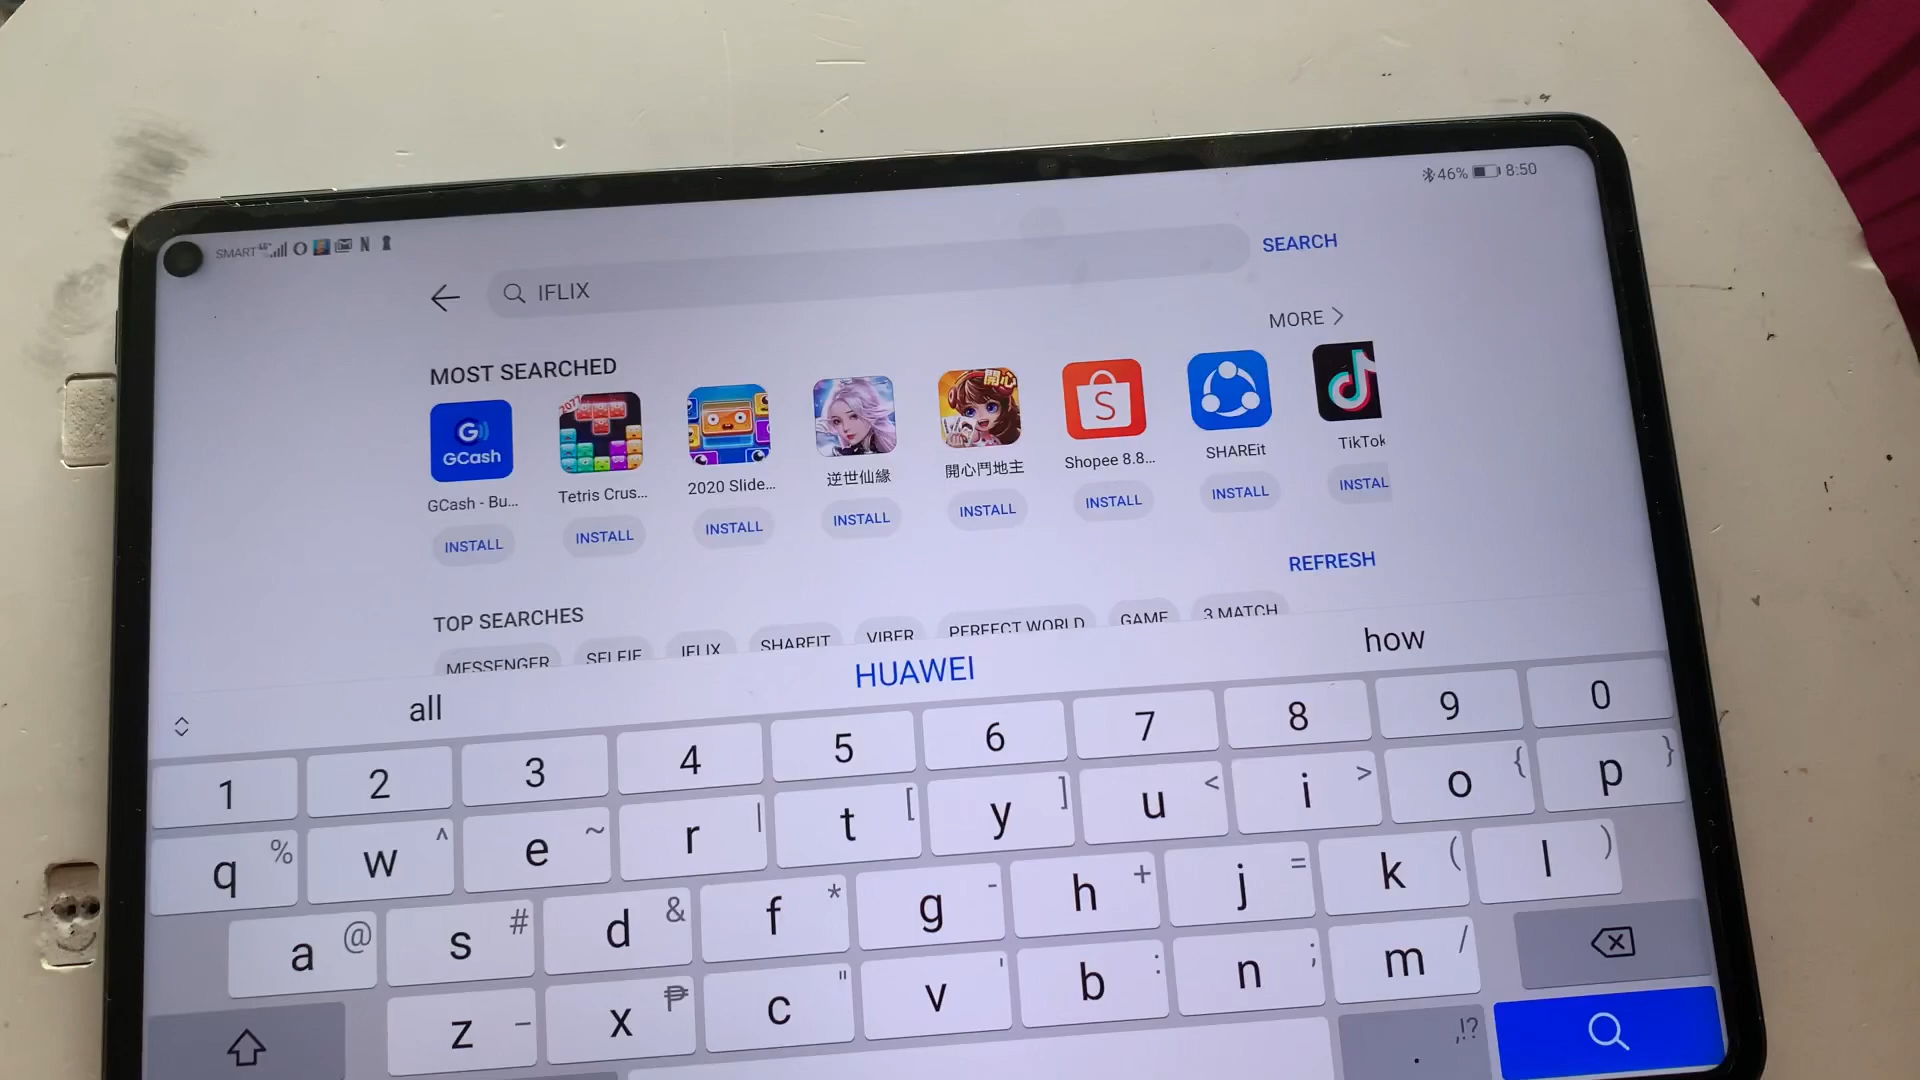 SMART 46% 8:50
IFLIX SEARCH
MOST SEARCHED MORE
GCash
GCash - Bu... Tetris Crus... 2020 Slide... 逆世仙緣 開心鬥地主 Shopee 8.8... SHAREit TikTok
INSTALL INSTALL INSTALL INSTALL INSTALL INSTALL INSTALL INSTAL
TOP SEARCHES REFRESH
MESSENGER SELFIE IFLIX SHAREIT VIBER PERFECT WORLD GAME 3 MATCH
all HUAWEI how
1 2 3 4 5 6 7 8 9 0
q % w ^ e ~ r | t [ y ] u < i > o { p }
a @ s # d & f * g - h + j = k ( l )
z – x ₱ c " v ' b : n ; m /
. ,!?